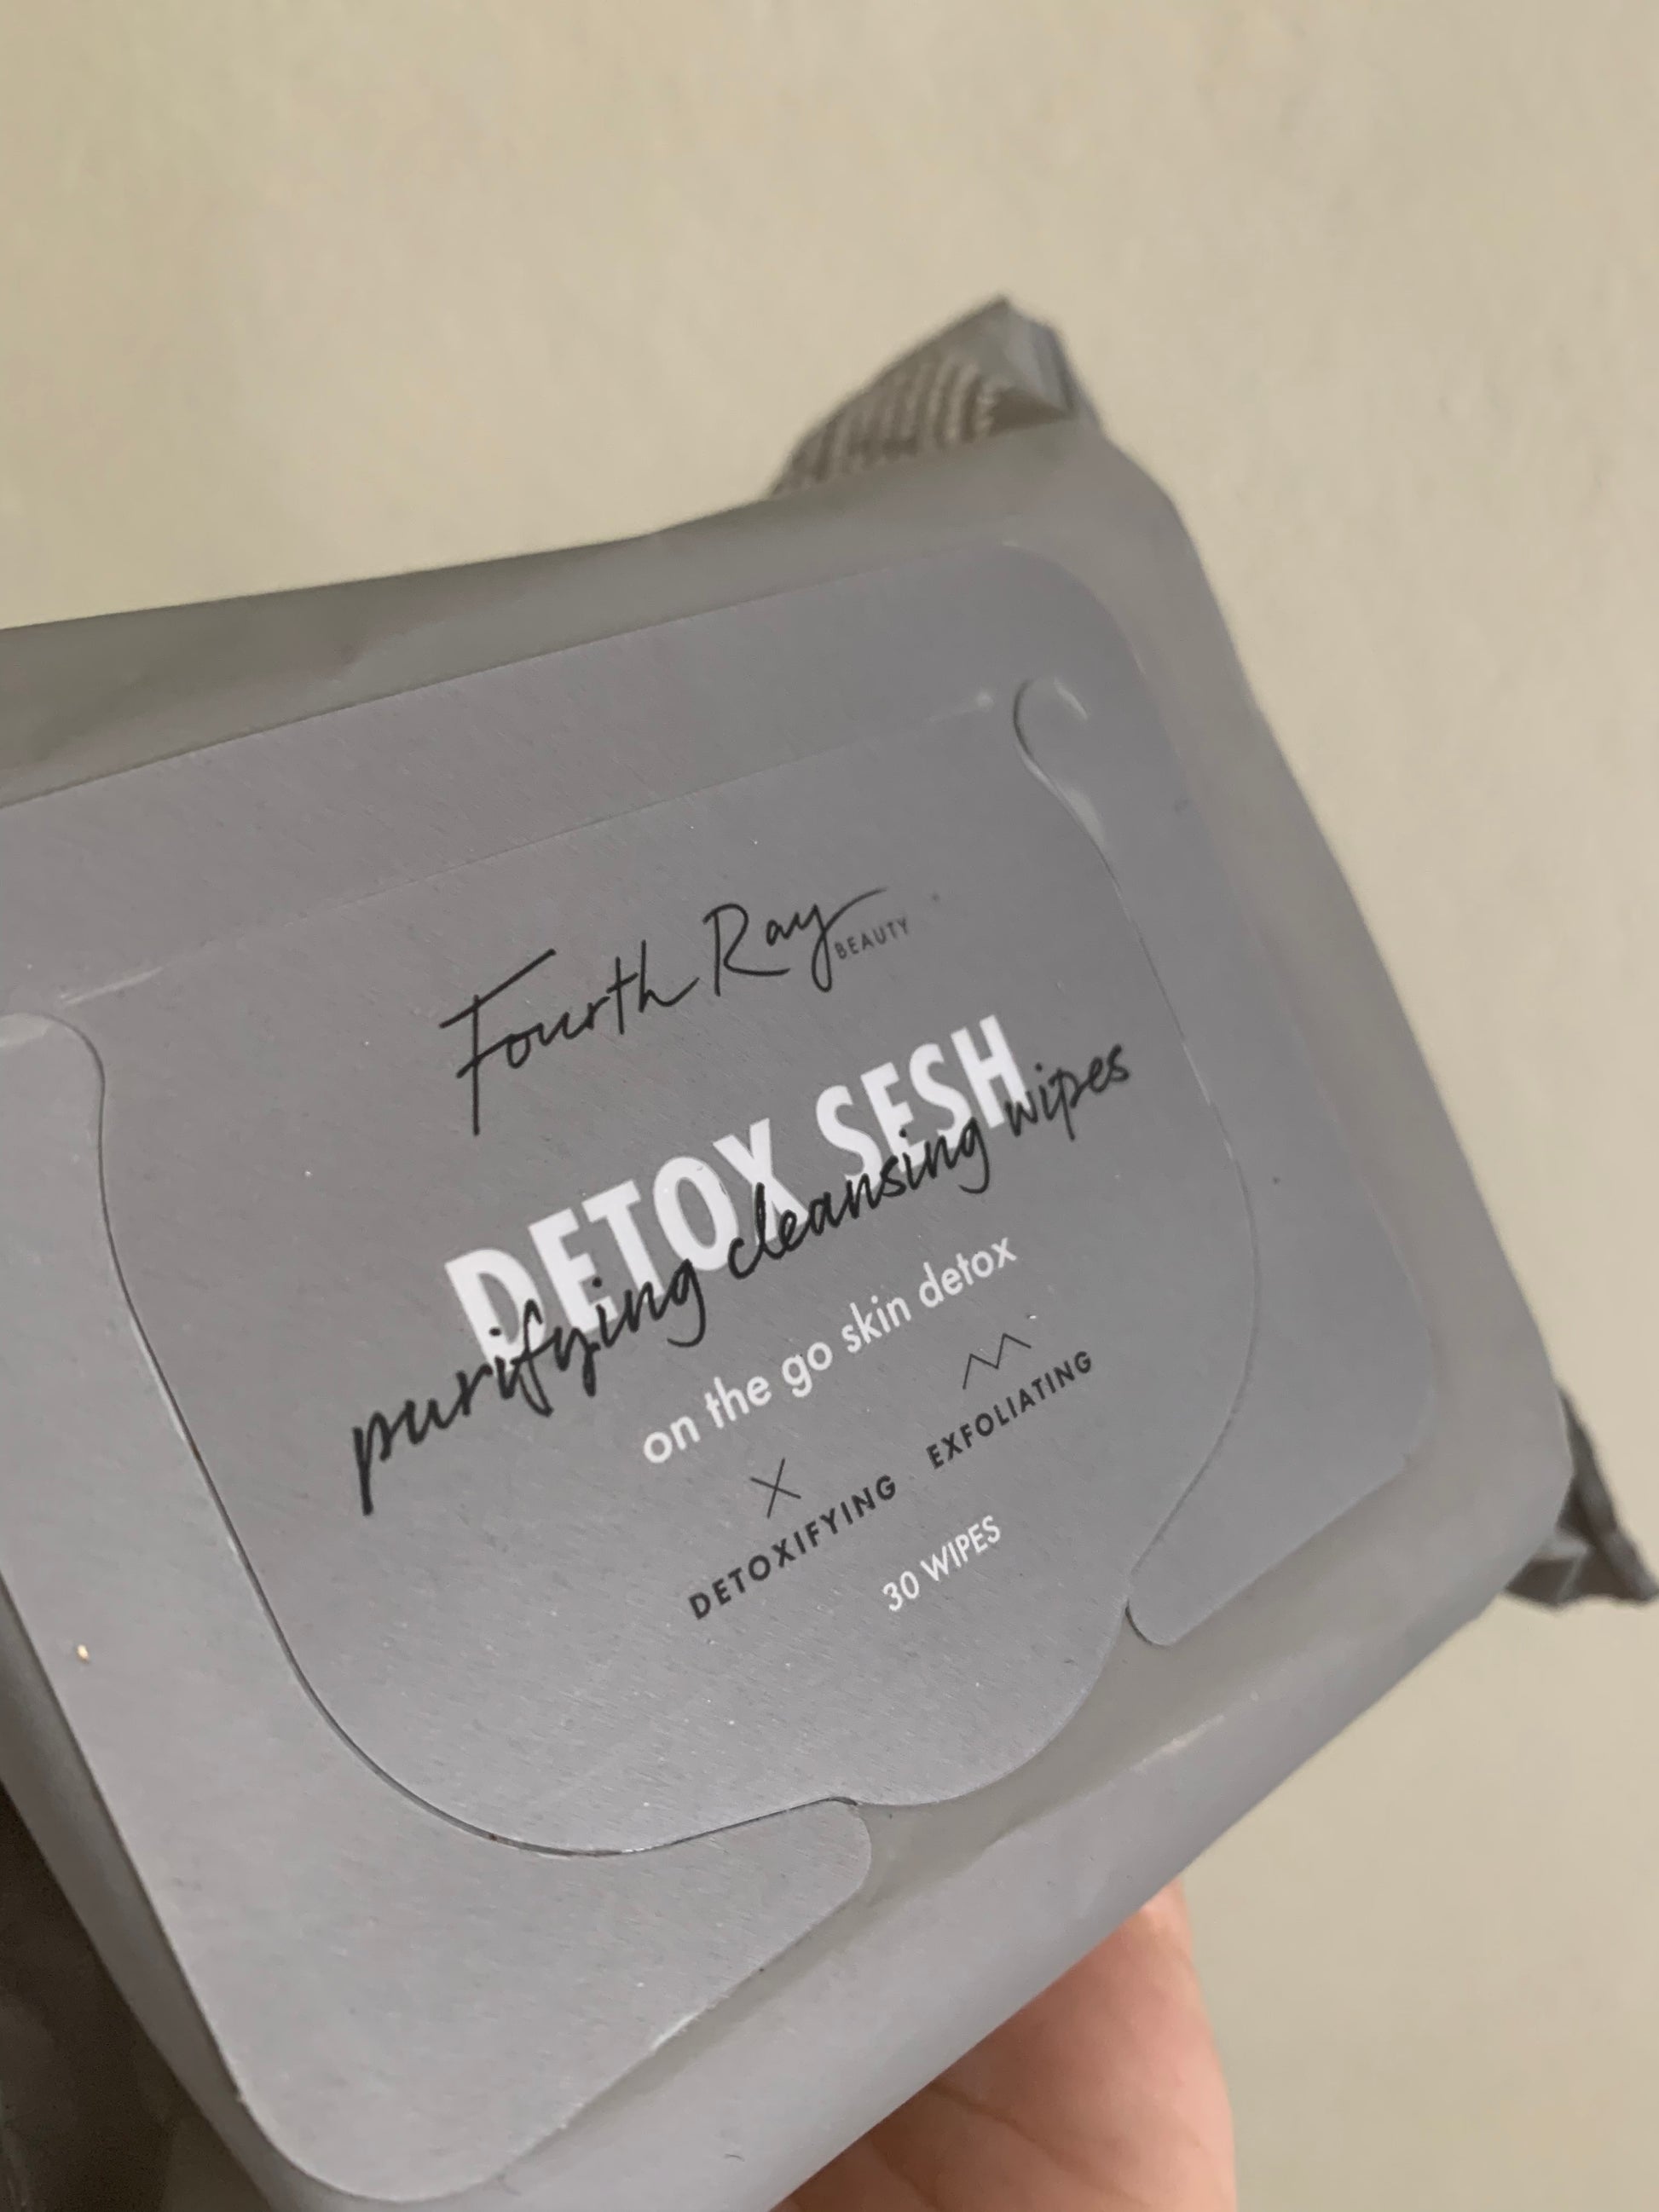 Fourth Ray
BEAUTY
DETOX SESH
purifying cleansing wipes
on the go skin detox
DETOXIFYING
EXFOLIATING
30 WIPES